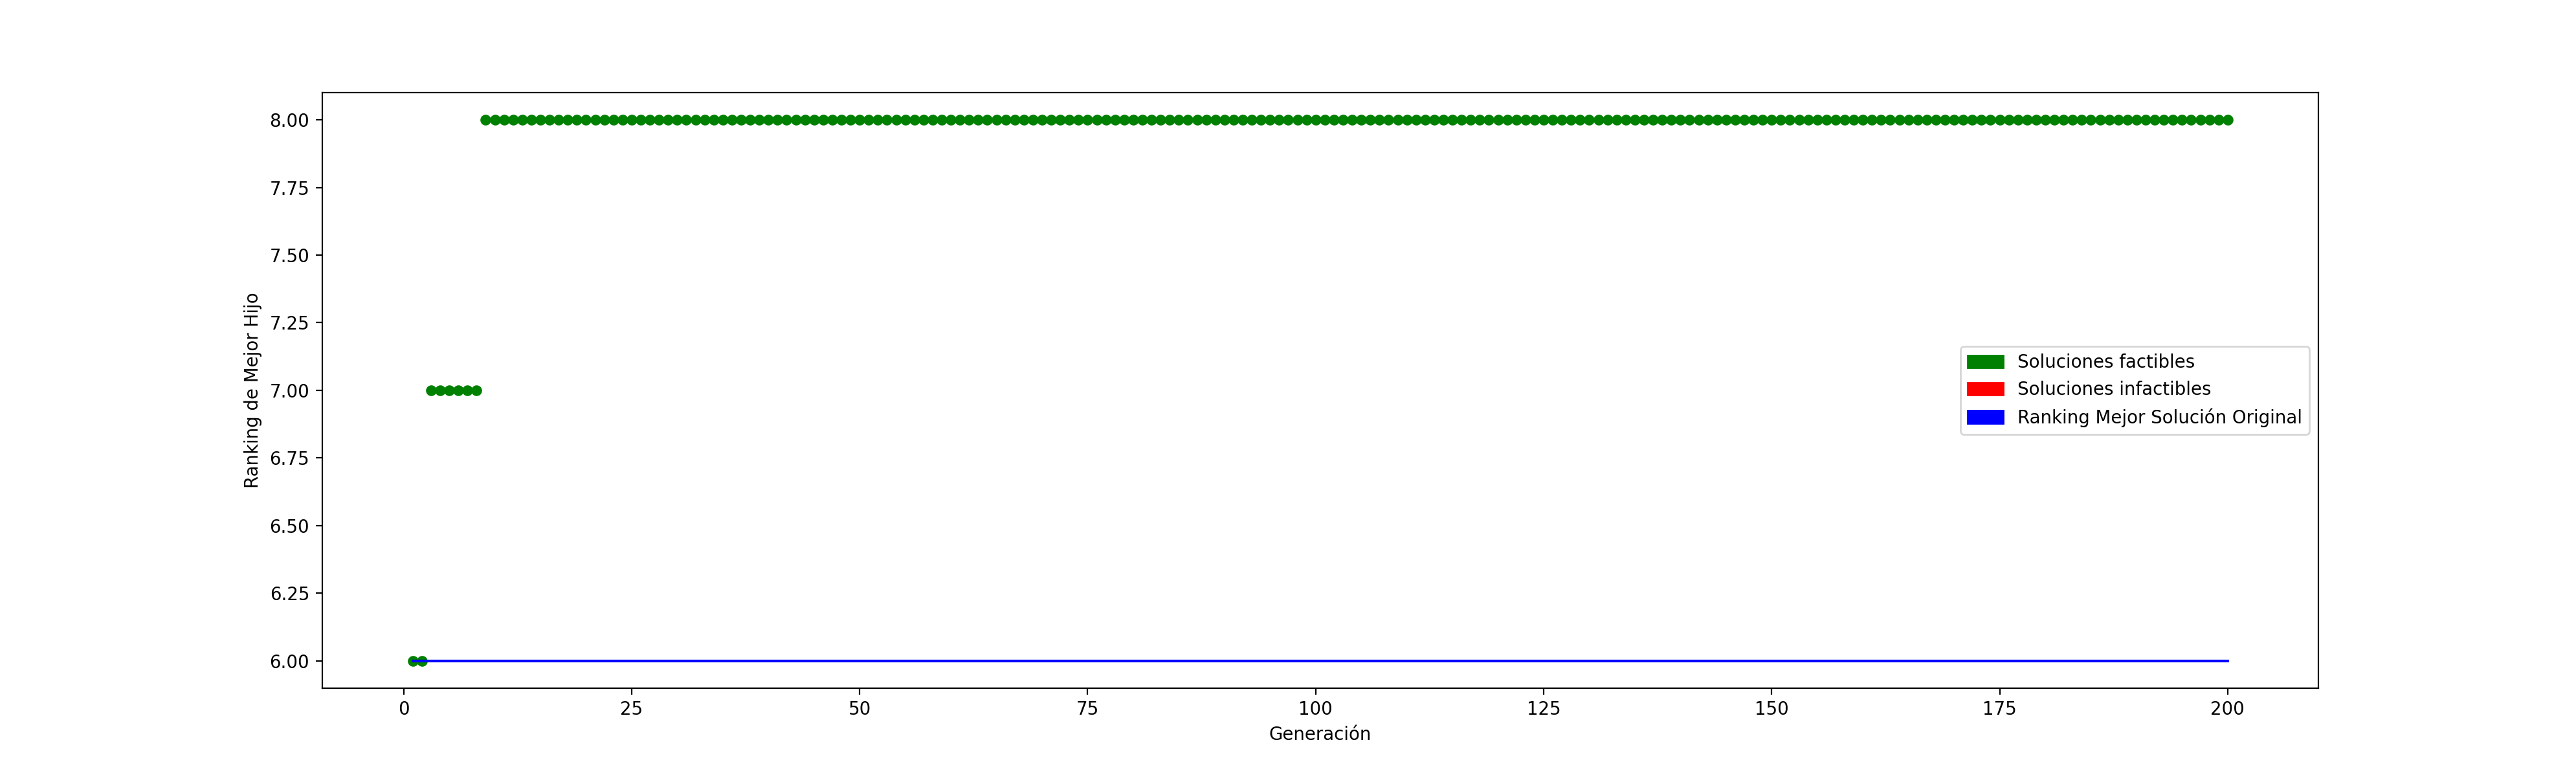 8.00
7.75
7.50
7.25
7.00
6.75
6.50
6.25
6.00
Ranking de Mejor Hijo
Soluciones factibles
Soluciones infactibles
Ranking Mejor Solución Original
0 25 50 75 100 125 150 175 200
Generación